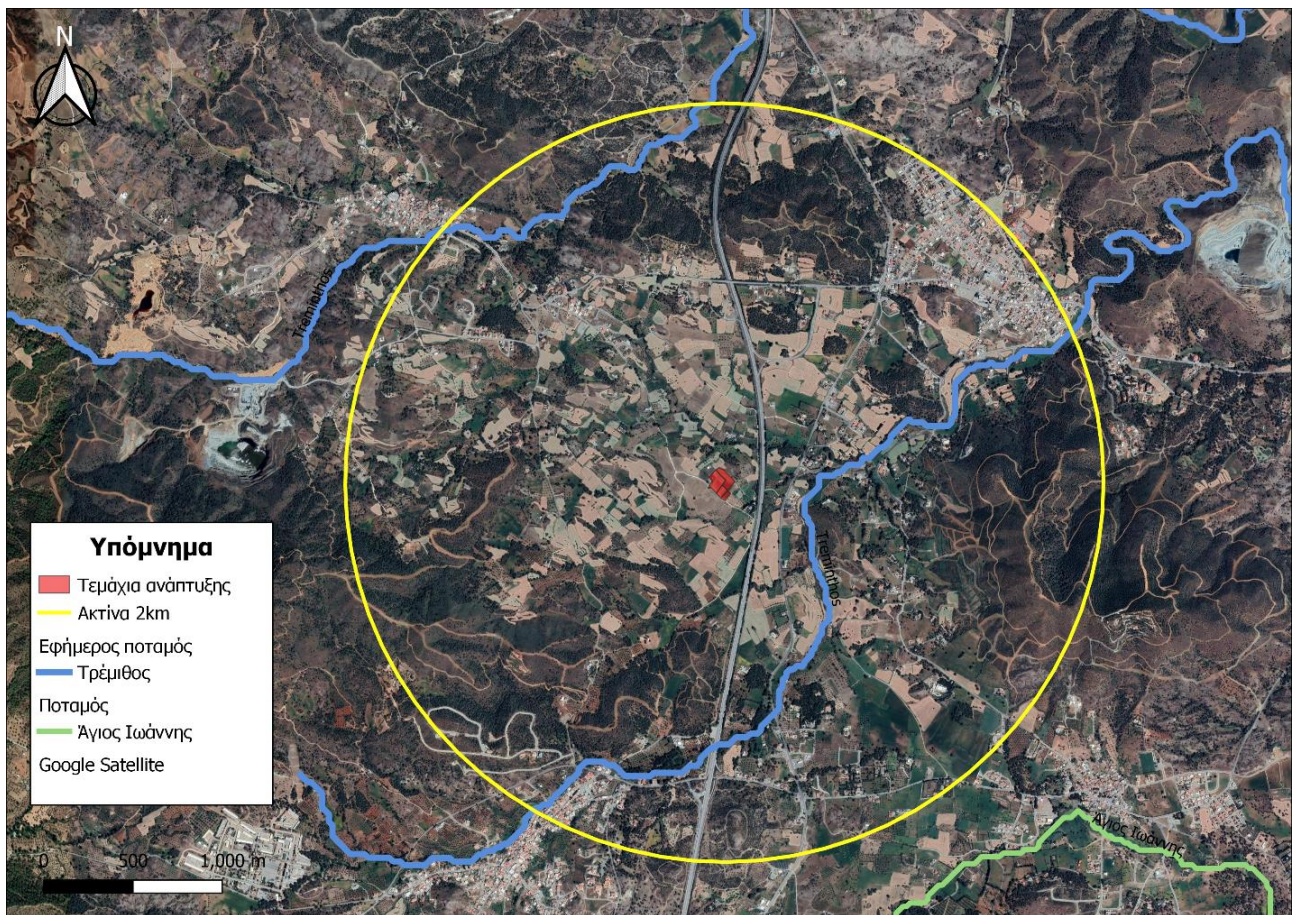 N
Tremithos
Tremithos
Υπόμνημα
Τεμάχια ανάπτυξης
Ακτίνα 2km
Εφήμερος ποταμός
Τρέμιθος
Ποταμός
Άγιος Ιωάννης
Google Satellite
Άγιος Ιωάννης
0 500 1,000 m